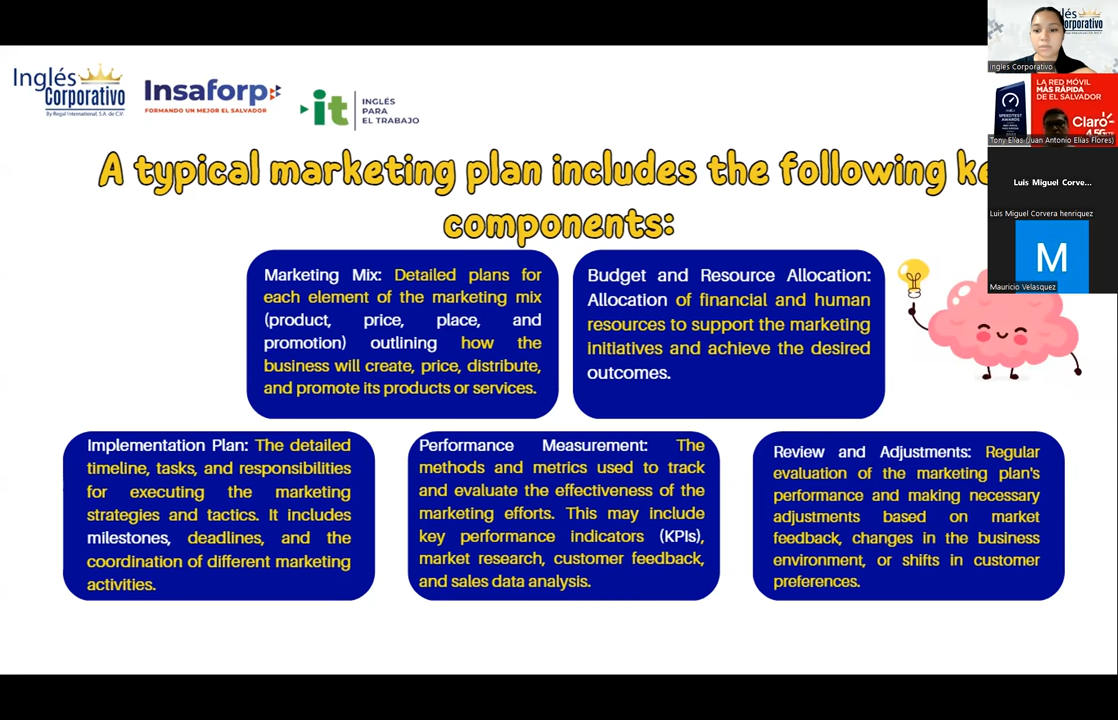 Inglés
Corporativo
By Regal International, S.A. de C.V.
Insaforp
FORMANDO UN MEJOR EL SALVADOR
it
INGLÉS
PARA
EL TRABAJO
A typical marketing plan includes the following ke
components:
Marketing Mix: Detailed plans for
each element of the marketing mix
(product, price, place, and
promotion) outlining how the
business will create, price, distribute,
and promote its products or services.
Budget and Resource Allocation:
Allocation of financial and human
resources to support the marketing
initiatives and achieve the desired
outcomes.
Implementation Plan: The detailed
timeline, tasks, and responsibilities
for executing the marketing
strategies and tactics. It includes
milestones, deadlines, and the
coordination of different marketing
activities.
Performance Measurement: The
methods and metrics used to track
and evaluate the effectiveness of the
marketing efforts. This may include
key performance indicators (KPIs),
market research, customer feedback,
and sales data analysis.
Review and Adjustments: Regular
evaluation of the marketing plan's
performance and making necessary
adjustments based on market
feedback, changes in the business
environment, or shifts in customer
preferences.
Inglés Corporativo
LA RED MÓVIL
MÁS RÁPIDA
DE EL SALVADOR
SPEEDTEST
AWARDS
Claro
4.5G
Tony Elías (Juan Antonio Elías Flores)
Luis Miguel Corve...
Luis Miguel Corvera henriquez
M
Mauricio Velasquez